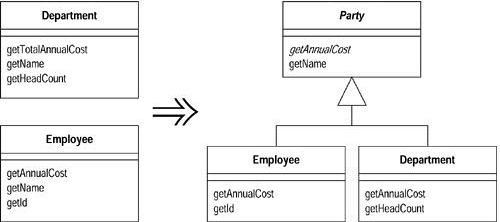 Department
getTotalAnnualCost
getName
getHeadCount
Employee
getAnnualCost
getName
getId
Party
getAnnualCost
getName
Employee
getAnnualCost
getId
Department
getAnnualCost
getHeadCount